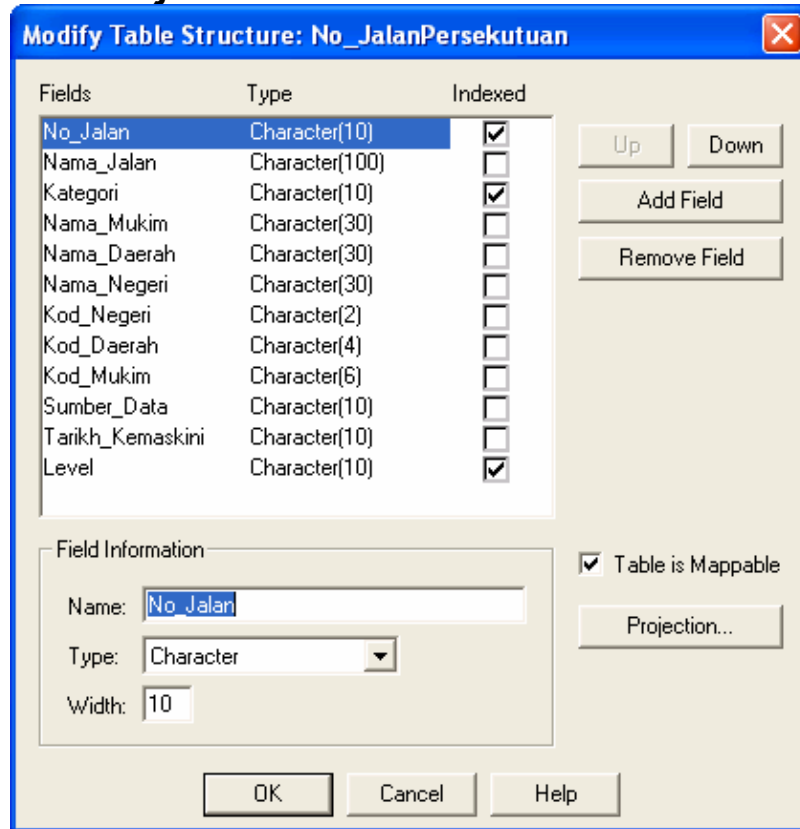 Modify Table Structure: No_JalanPersekutuan
Fields Type Indexed
No_Jalan Character(10)
Nama_Jalan Character(100)
Kategori Character(10)
Nama_Mukim Character(30)
Nama_Daerah Character(30)
Nama_Negeri Character(30)
Kod_Negeri Character(2)
Kod_Daerah Character(4)
Kod_Mukim Character(6)
Sumber_Data Character(10)
Tarikh_Kemaskini Character(10)
Level Character(10)
Up Down
Add Field
Remove Field
Field Information
Name: No_Jalan
Type: Character
Width: 10
Table is Mappable
Projection...
OK Cancel Help